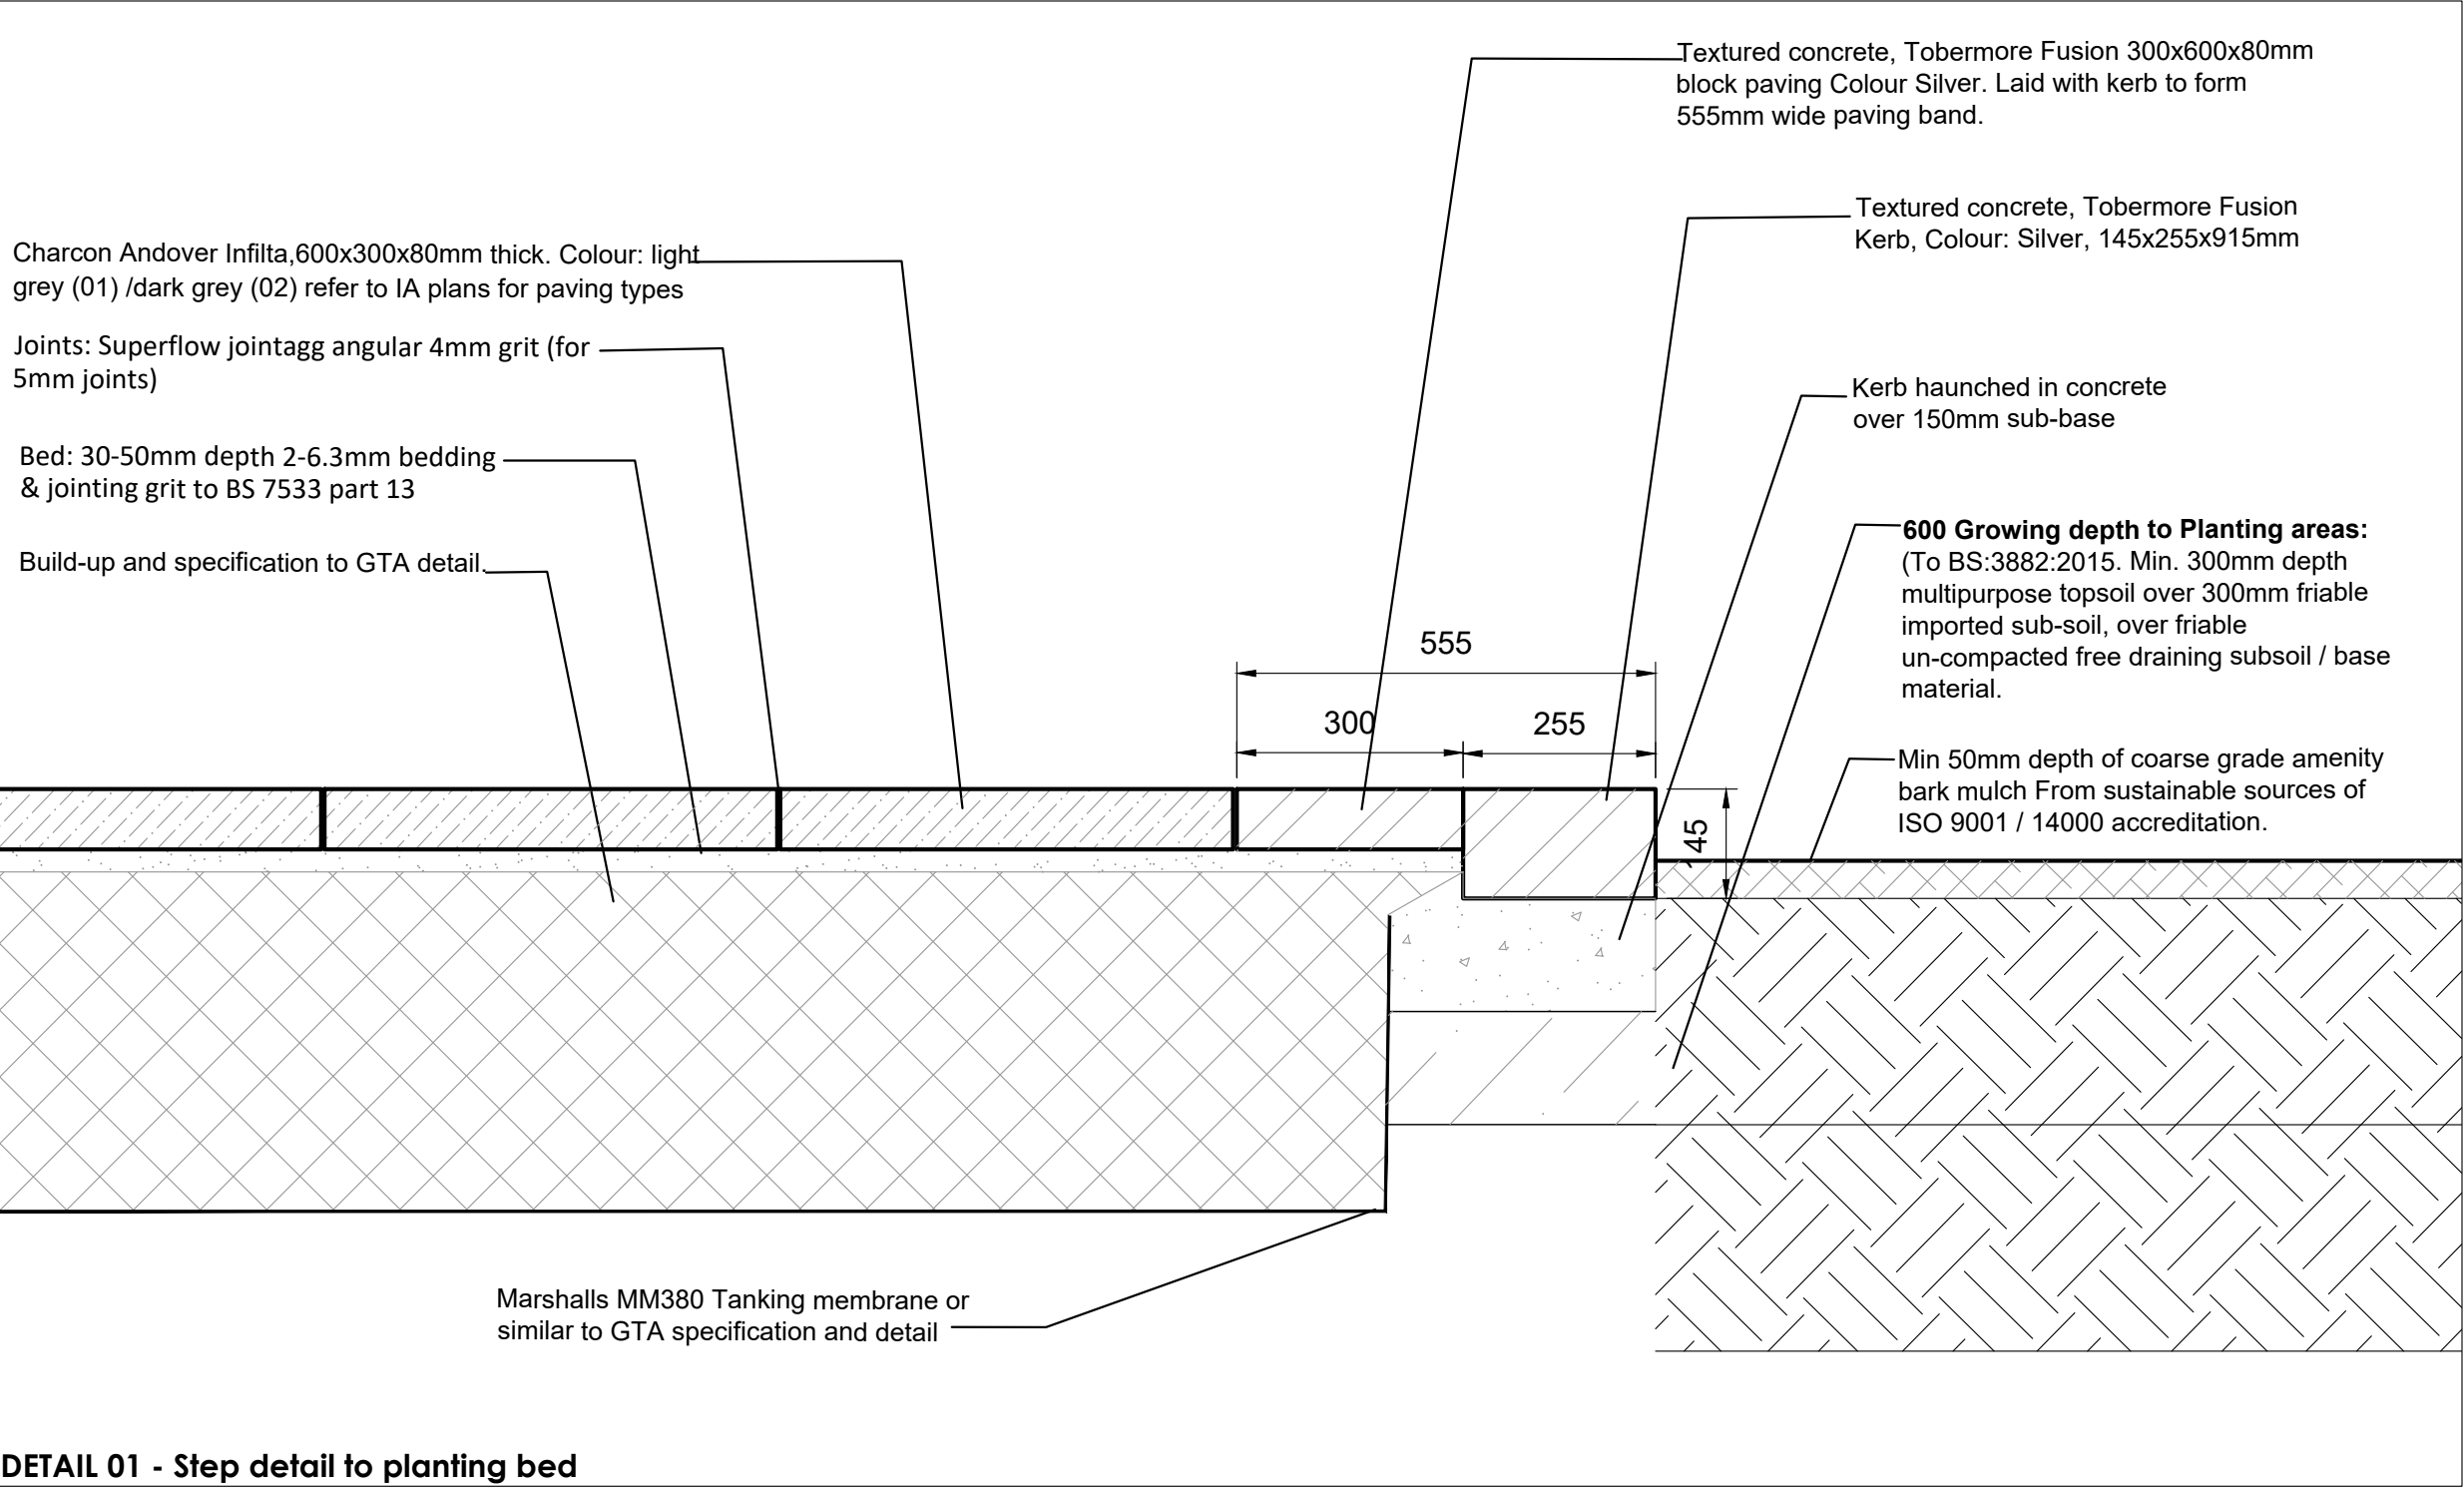 Textured concrete, Tobermore Fusion 300x600x80mm
block paving Colour Silver. Laid with kerb to form
555mm wide paving band.
Textured concrete, Tobermore Fusion
Kerb, Colour: Silver, 145x255x915mm
Charcon Andover Infilta,600x300x80mm thick. Colour: light
grey (01) /dark grey (02) refer to IA plans for paving types
Joints: Superflow jointagg angular 4mm grit (for
5mm joints)
Kerb haunched in concrete
over 150mm sub-base
Bed: 30-50mm depth 2-6.3mm bedding
& jointing grit to BS 7533 part 13
Build-up and specification to GTA detail.
600 Growing depth to Planting areas:
(To BS:3882:2015. Min. 300mm depth
multipurpose topsoil over 300mm friable
imported sub-soil, over friable
un-compacted free draining subsoil / base
material.
555
300
255
Min 50mm depth of coarse grade amenity
bark mulch From sustainable sources of
ISO 9001 / 14000 accreditation.
145
Marshalls MM380 Tanking membrane or
similar to GTA specification and detail
DETAIL 01 - Step detail to planting bed